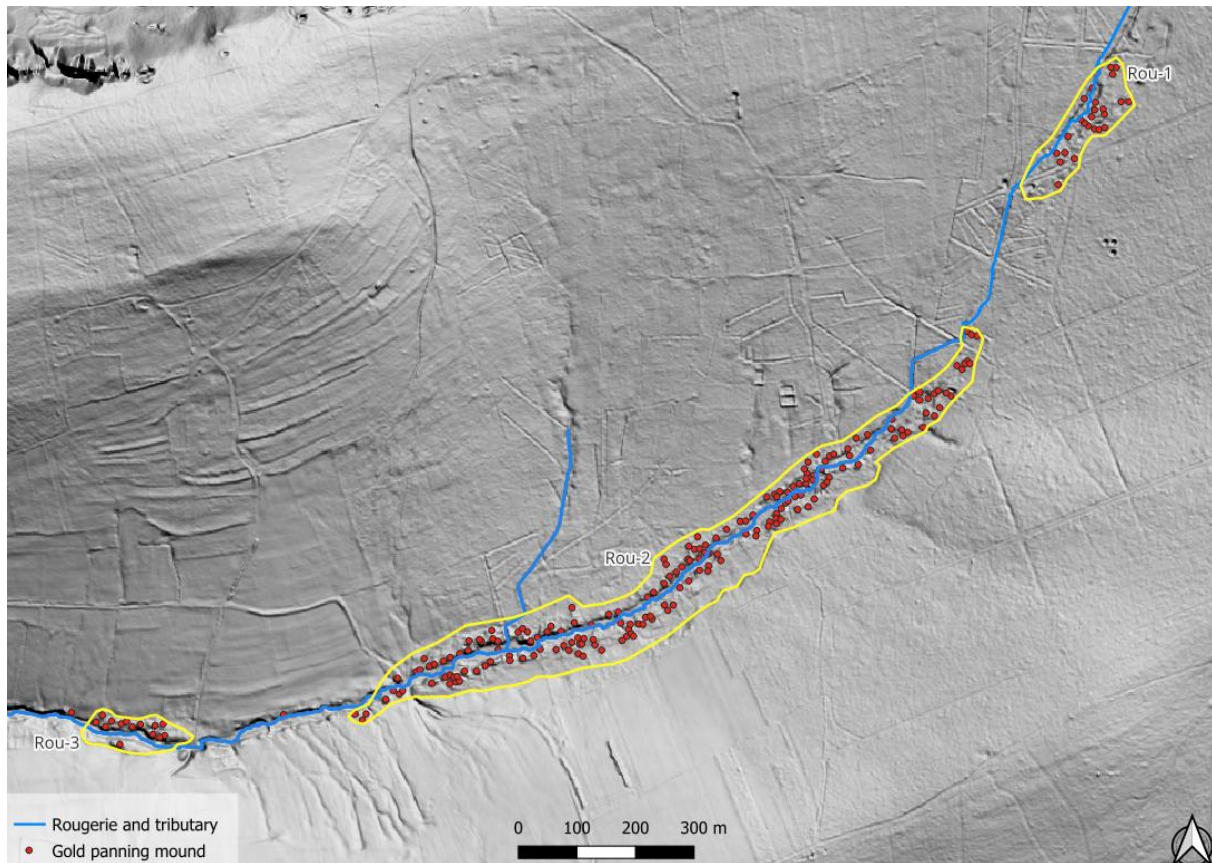 Rou-1
Rou-2
Rou-3
Rougerie and tributary
Gold panning mound
0 100 200 300 m